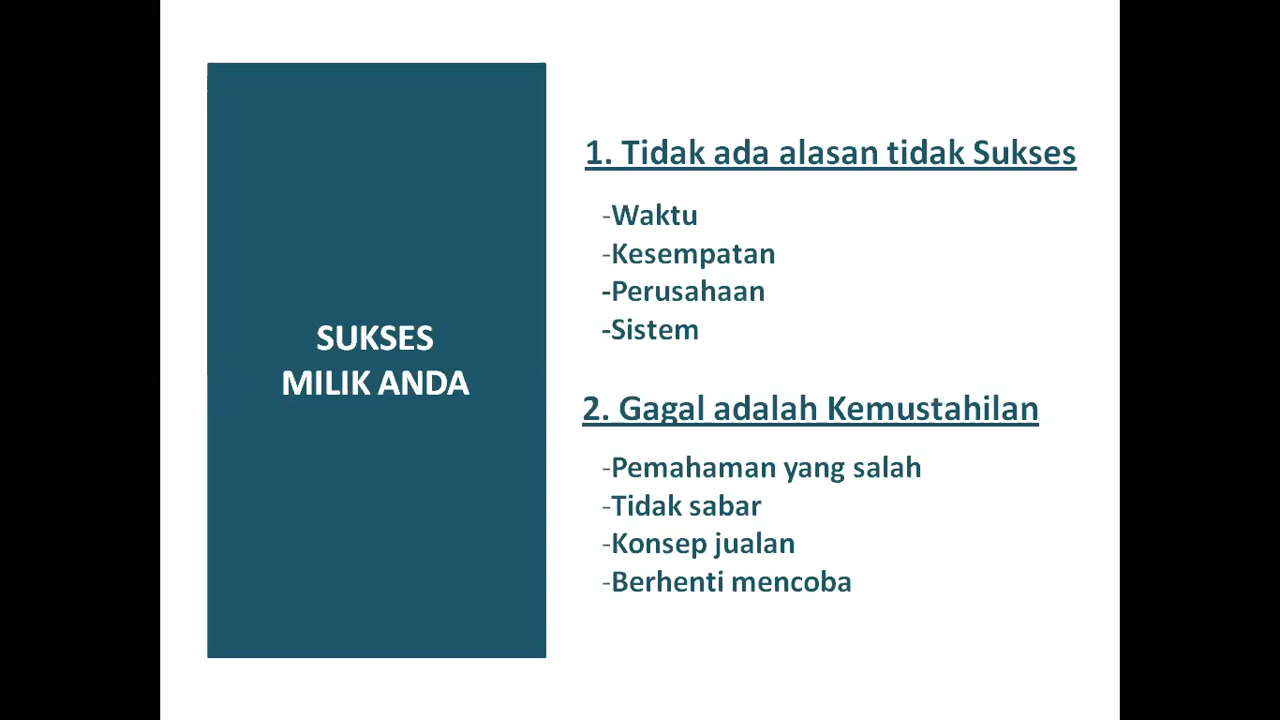 SUKSES
MILIK ANDA
1. Tidak ada alasan tidak Sukses
-Waktu
-Kesempatan
-Perusahaan
-Sistem
2. Gagal adalah Kemustahilan
-Pemahaman yang salah
-Tidak sabar
-Konsep jualan
-Berhenti mencoba